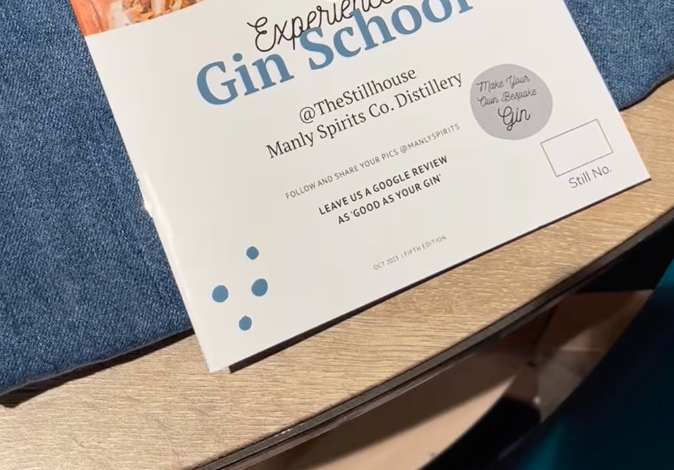 Experience
Gin School
@TheStillhouse
Manly Spirits Co. Distillery
Make Your
Own Bespoke
Gin
FOLLOW AND SHARE YOUR PICS @MANLYSPIRITS
LEAVE US A GOOGLE REVIEW
AS 'GOOD AS YOUR GIN'
Still No.
OCT 2023 | FIFTH EDITION